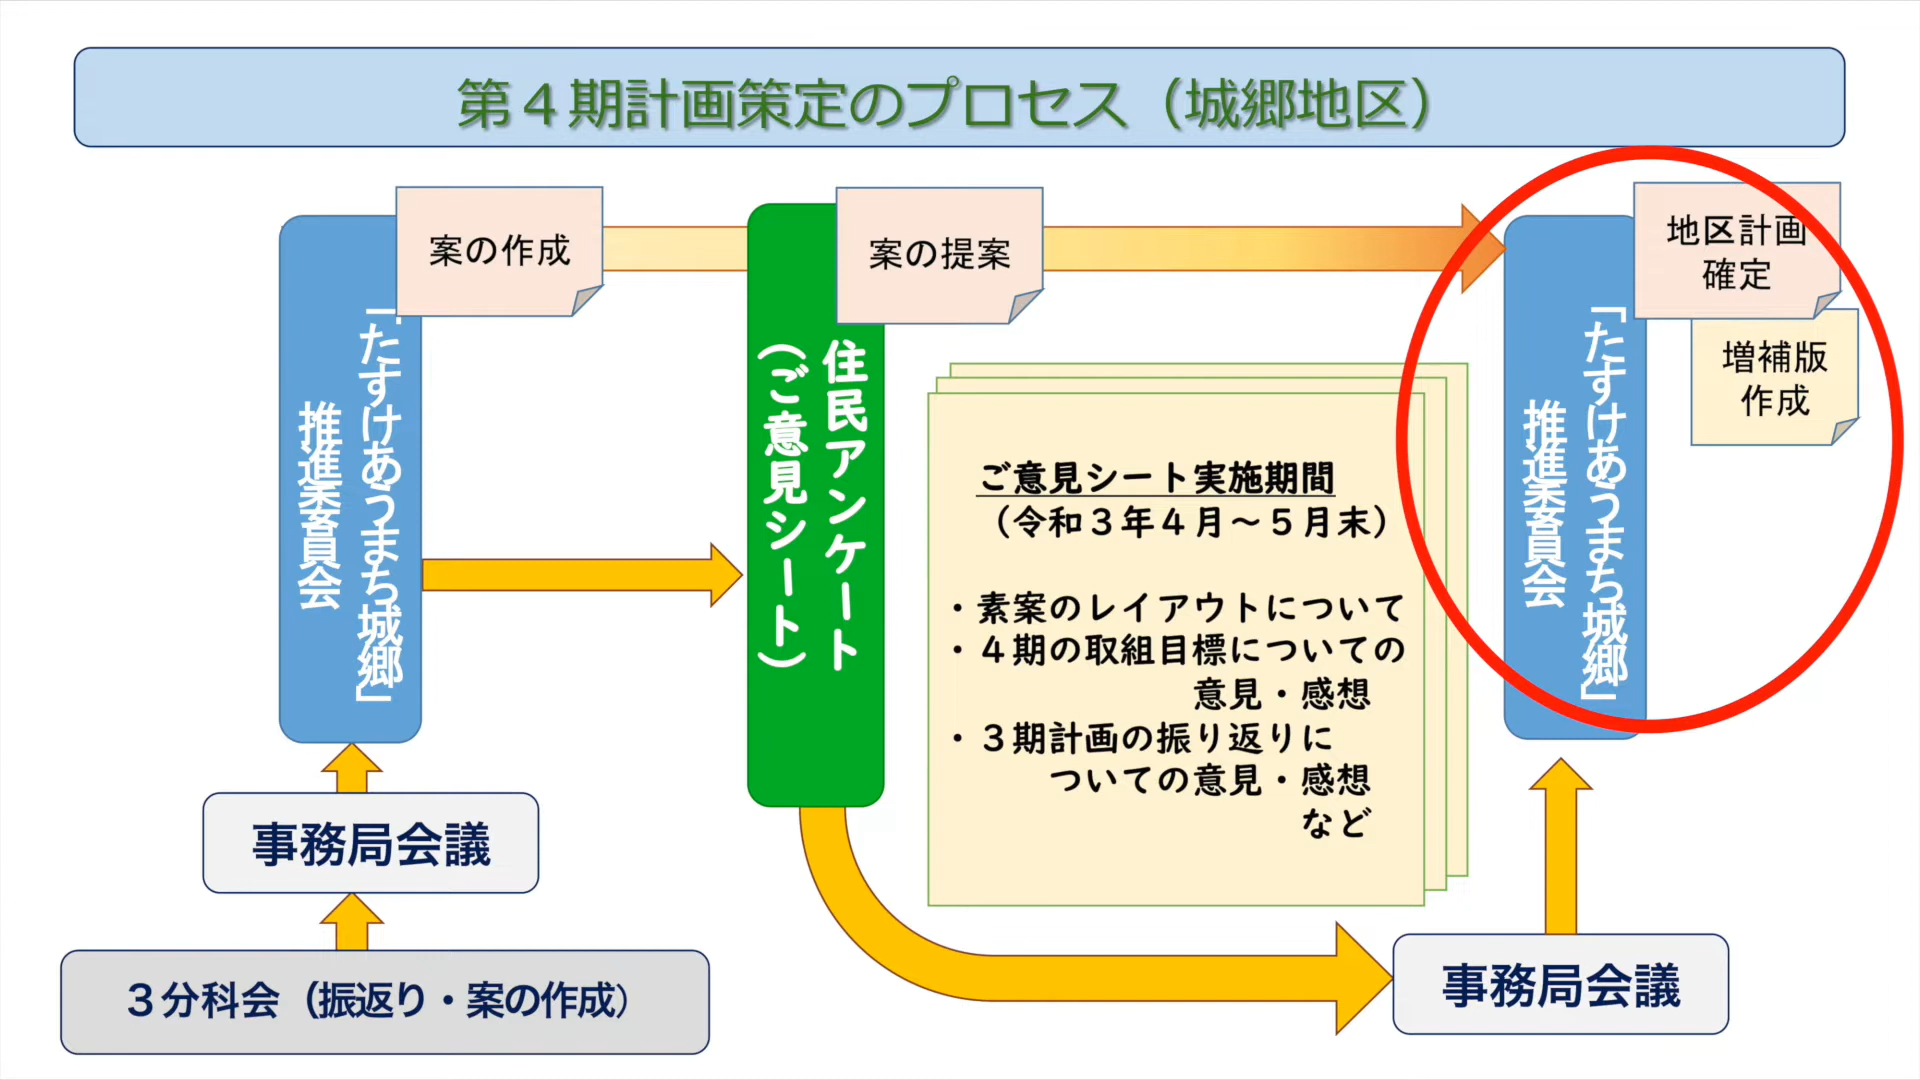 第４期計画策定のプロセス（城郷地区）
案の作成
「たすけあうまち城郷」
推進委員会
事務局会議
３分科会（振返り・案の作成）
案の提案
住民アンケート
（ご意見シート）
ご意見シート実施期間
（令和３年４月～５月末）
・素案のレイアウトについて
・４期の取組目標についての
意見・感想
・３期計画の振り返りに
ついての意見・感想
など
事務局会議
「たすけあうまち城郷」
推進委員会
地区計画
確定
増補版
作成